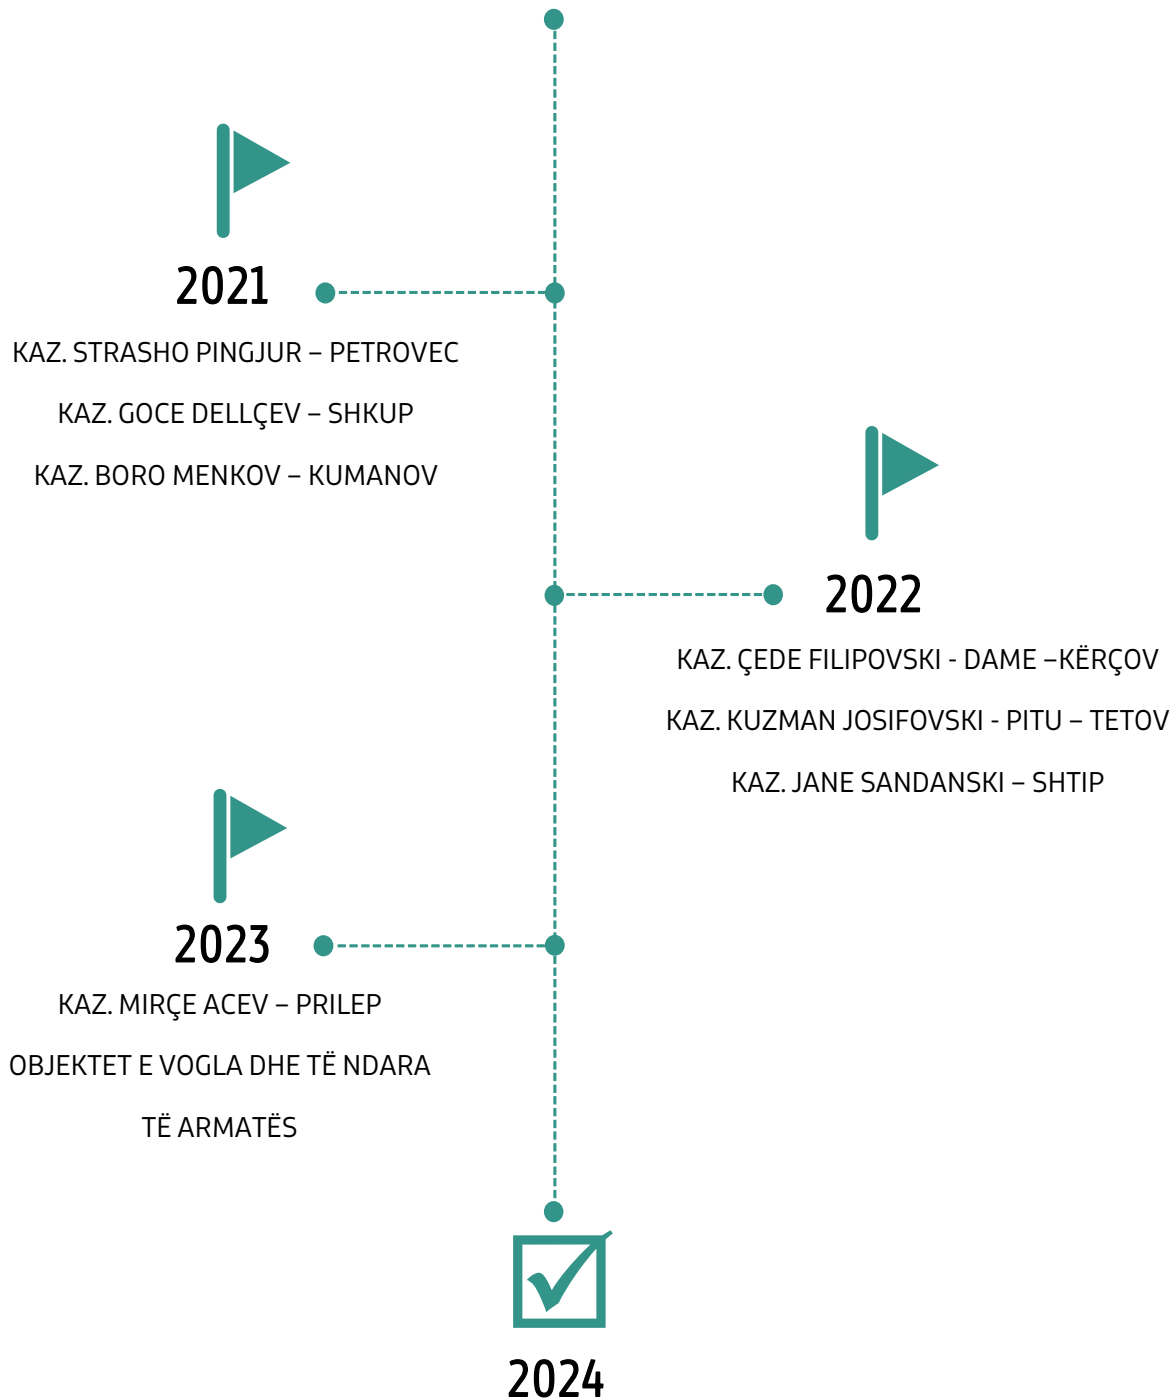 2021
KAZ. STRASHO PINGJUR – PETROVEC
KAZ. GOCE DELLÇEV – SHKUP
KAZ. BORO MENKOV – KUMANOV
2022
KAZ. ÇEDE FILIPOVSKI - DAME –KËRÇOV
KAZ. KUZMAN JOSIFOVSKI - PITU – TETOV
KAZ. JANE SANDANSKI – SHTIP
2023
KAZ. MIRÇE ACEV – PRILEP
OBJEKTET E VOGLA DHE TË NDARA
TË ARMATËS
2024